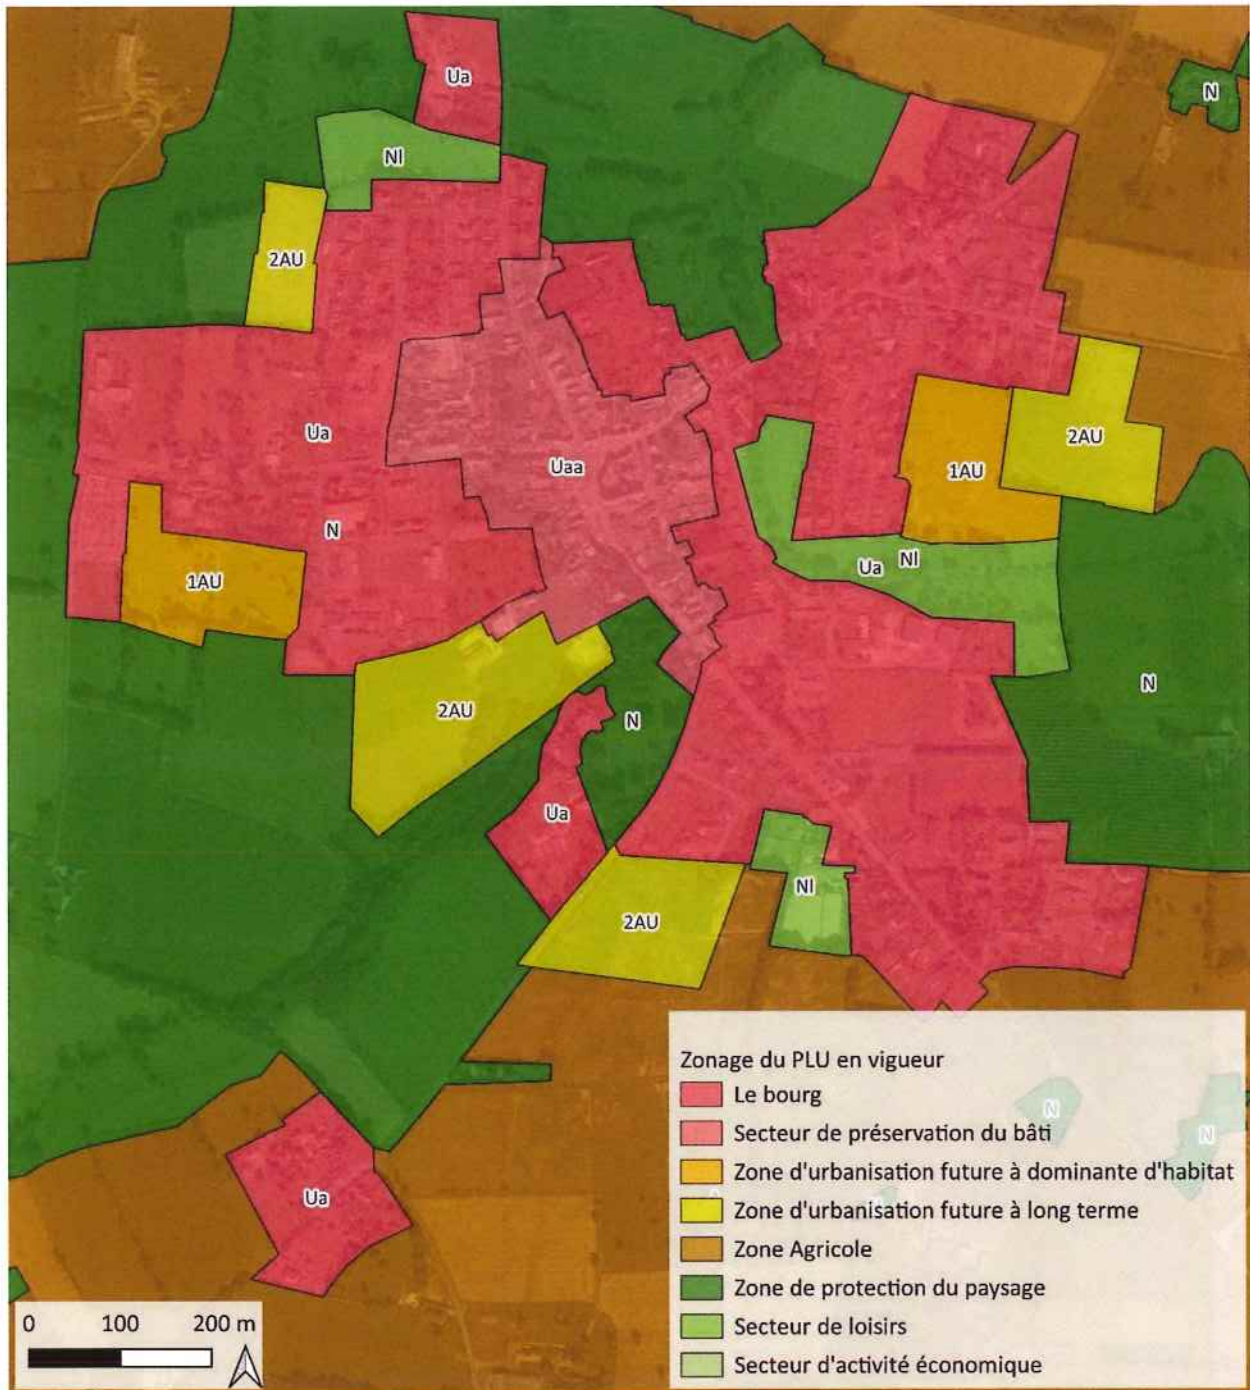 Ua
N
Nl
2AU
Ua
Uaa
2AU
1AU
N
Nl
Ua
1AU
N
2AU
N
Ua
Nl
2AU
Zonage du PLU en vigueur
Le bourg
Secteur de préservation du bâti
N
N
Zone d'urbanisation future à dominante d'habitat
Ua
Zone d'urbanisation future à long terme
Zone Agricole
Zone de protection du paysage
Secteur de loisirs
Secteur d'activité économique
0 100 200 m